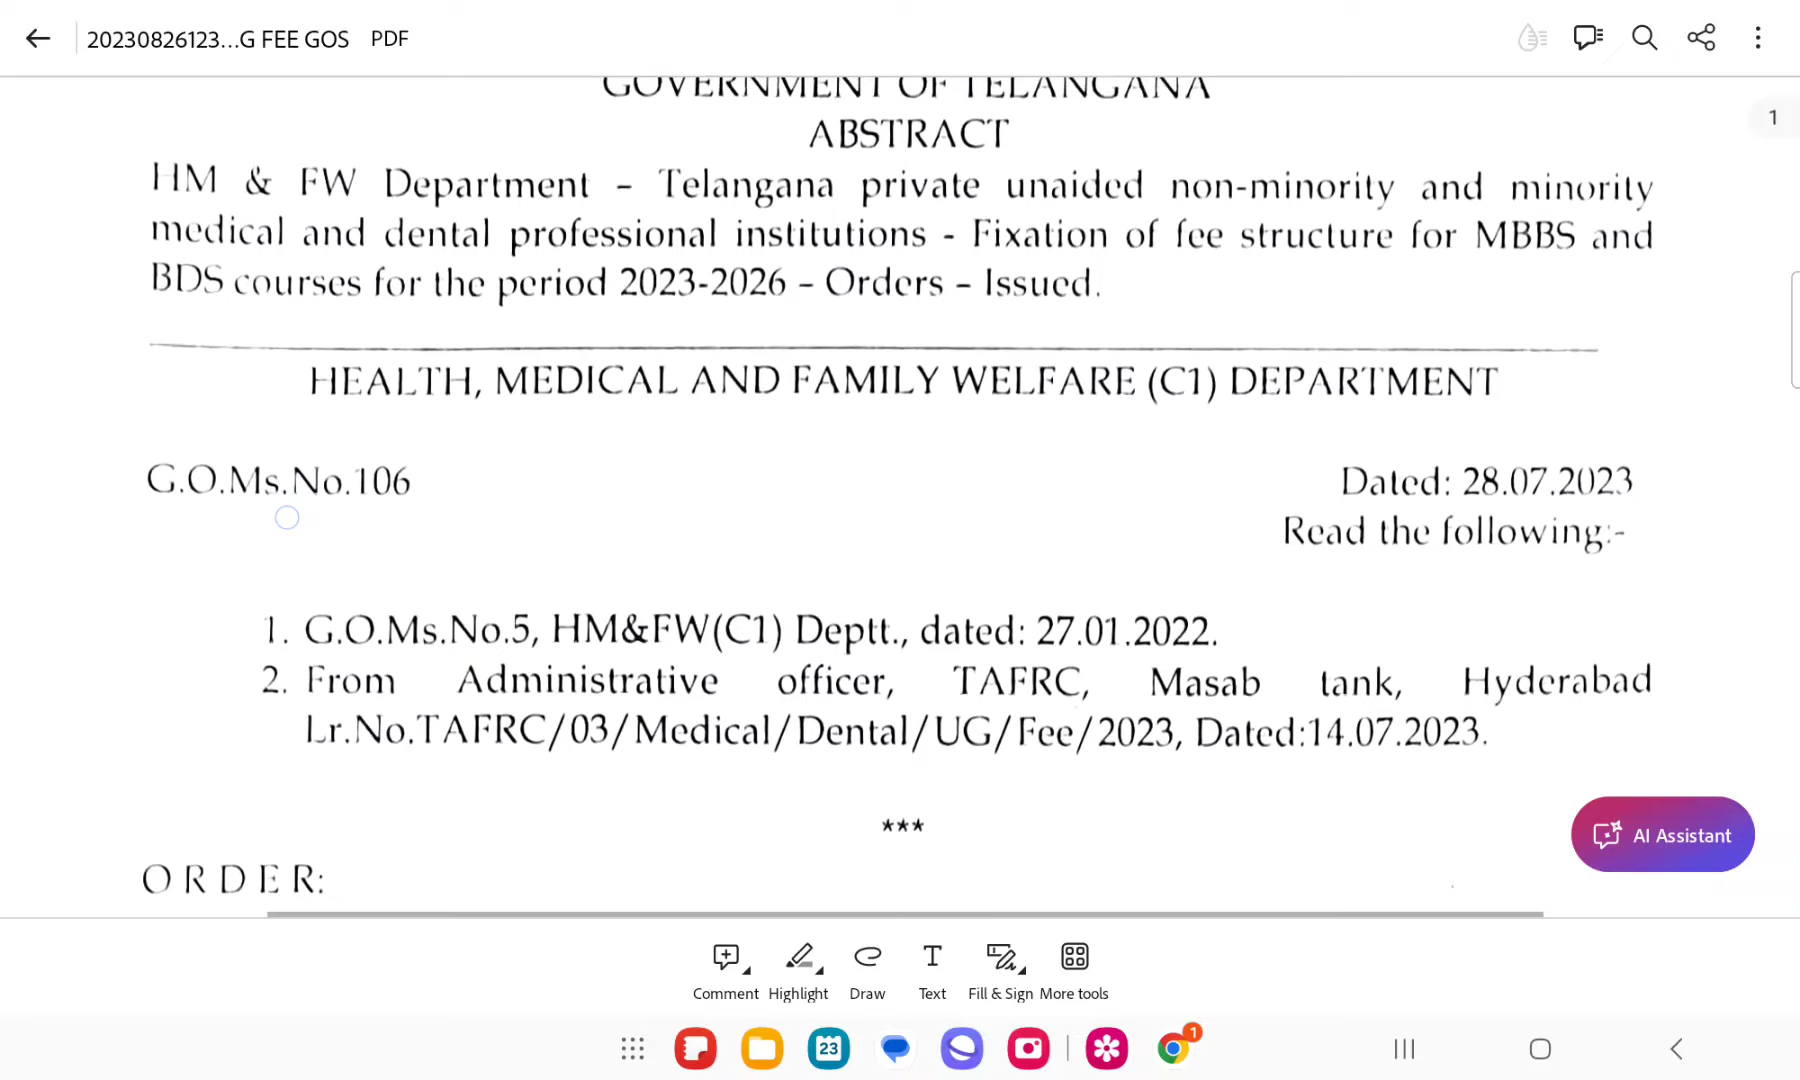 20230826123...G FEE GOS PDF
GOVERNMENT OF TELANGANA
ABSTRACT
1
HM & FW Department – Telangana private unaided non-minority and minority
medical and dental professional institutions - Fixation of fee structure for MBBS and
BDS courses for the period 2023-2026 – Orders – Issued.
HEALTH, MEDICAL AND FAMILY WELFARE (C1) DEPARTMENT
G.O.Ms.No.106
Dated: 28.07.2023
Read the following:-
1. G.O.Ms.No.5, HM&FW(C1) Deptt., dated: 27.01.2022.
2. From Administrative officer, TAFRC, Masab tank, Hyderabad
Lr.No.TAFRC/03/Medical/Dental/UG/Fee/2023, Dated:14.07.2023.
***
AI Assistant
O R D E R:
Comment Highlight Draw Text Fill & Sign More tools
23
1